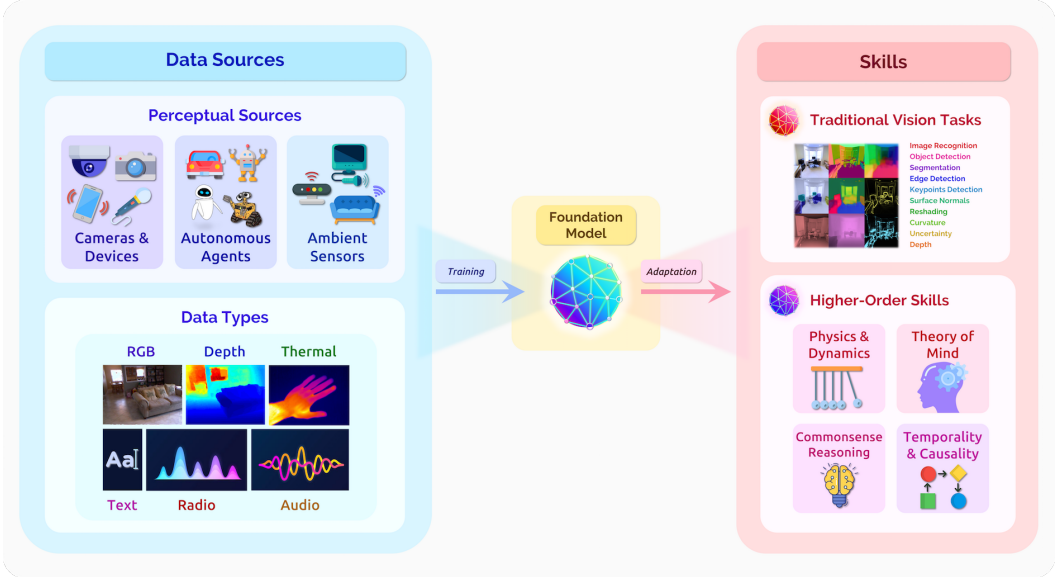 Data Sources
Perceptual Sources
Cameras &
Devices
Autonomous
Agents
Ambient
Sensors
Data Types
RGB
Depth
Thermal
Aa
Text
Radio
Audio
Training
Foundation
Model
Adaptation
Skills
Traditional Vision Tasks
Image Recognition
Object Detection
Segmentation
Edge Detection
Keypoints Detection
Surface Normals
Reshading
Curvature
Uncertainty
Depth
Higher-Order Skills
Physics &
Dynamics
Theory of
Mind
Commonsense
Reasoning
Temporality
& Causality